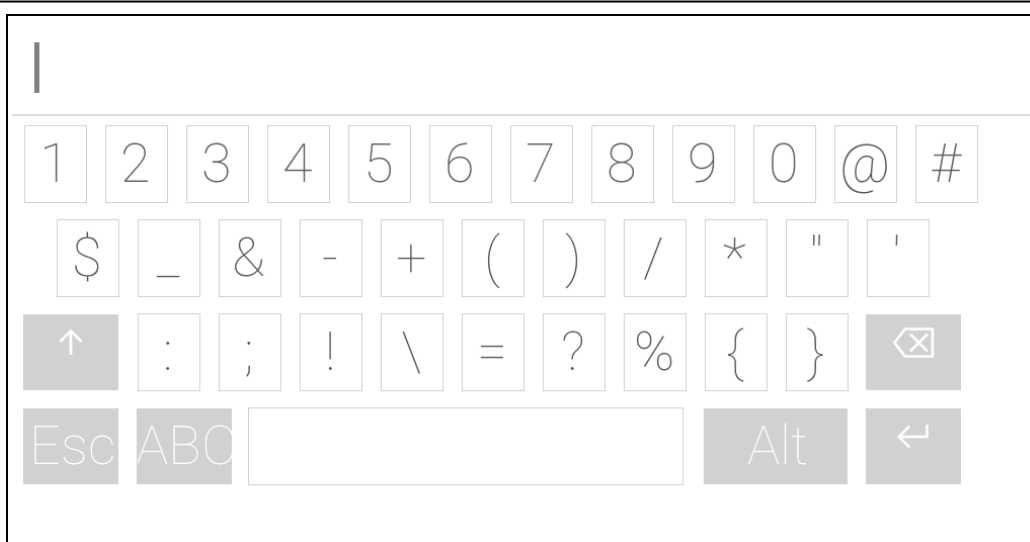 1 2 3 4 5 6 7 8 9 0 @ #
$ _ & - + ( ) / * " '
↑ : ; ! \ = ? % { } ⌫
Esc ABC Alt ↵